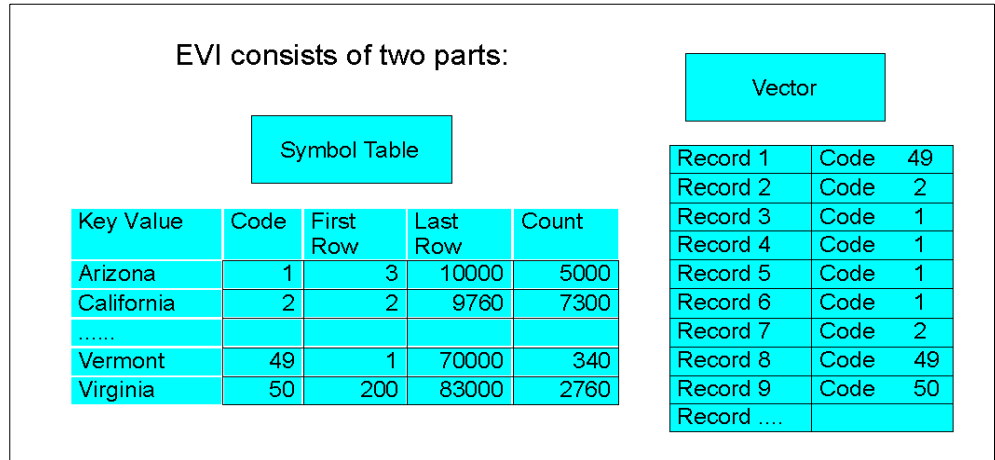 EVI consists of two parts:
Symbol Table
Key Value Code First Row Last Row Count
Arizona 1 3 10000 5000
California 2 2 9760 7300
......
Vermont 49 1 70000 340
Virginia 50 200 83000 2760
Vector
Record 1 Code 49
Record 2 Code 2
Record 3 Code 1
Record 4 Code 1
Record 5 Code 1
Record 6 Code 1
Record 7 Code 2
Record 8 Code 49
Record 9 Code 50
Record ....